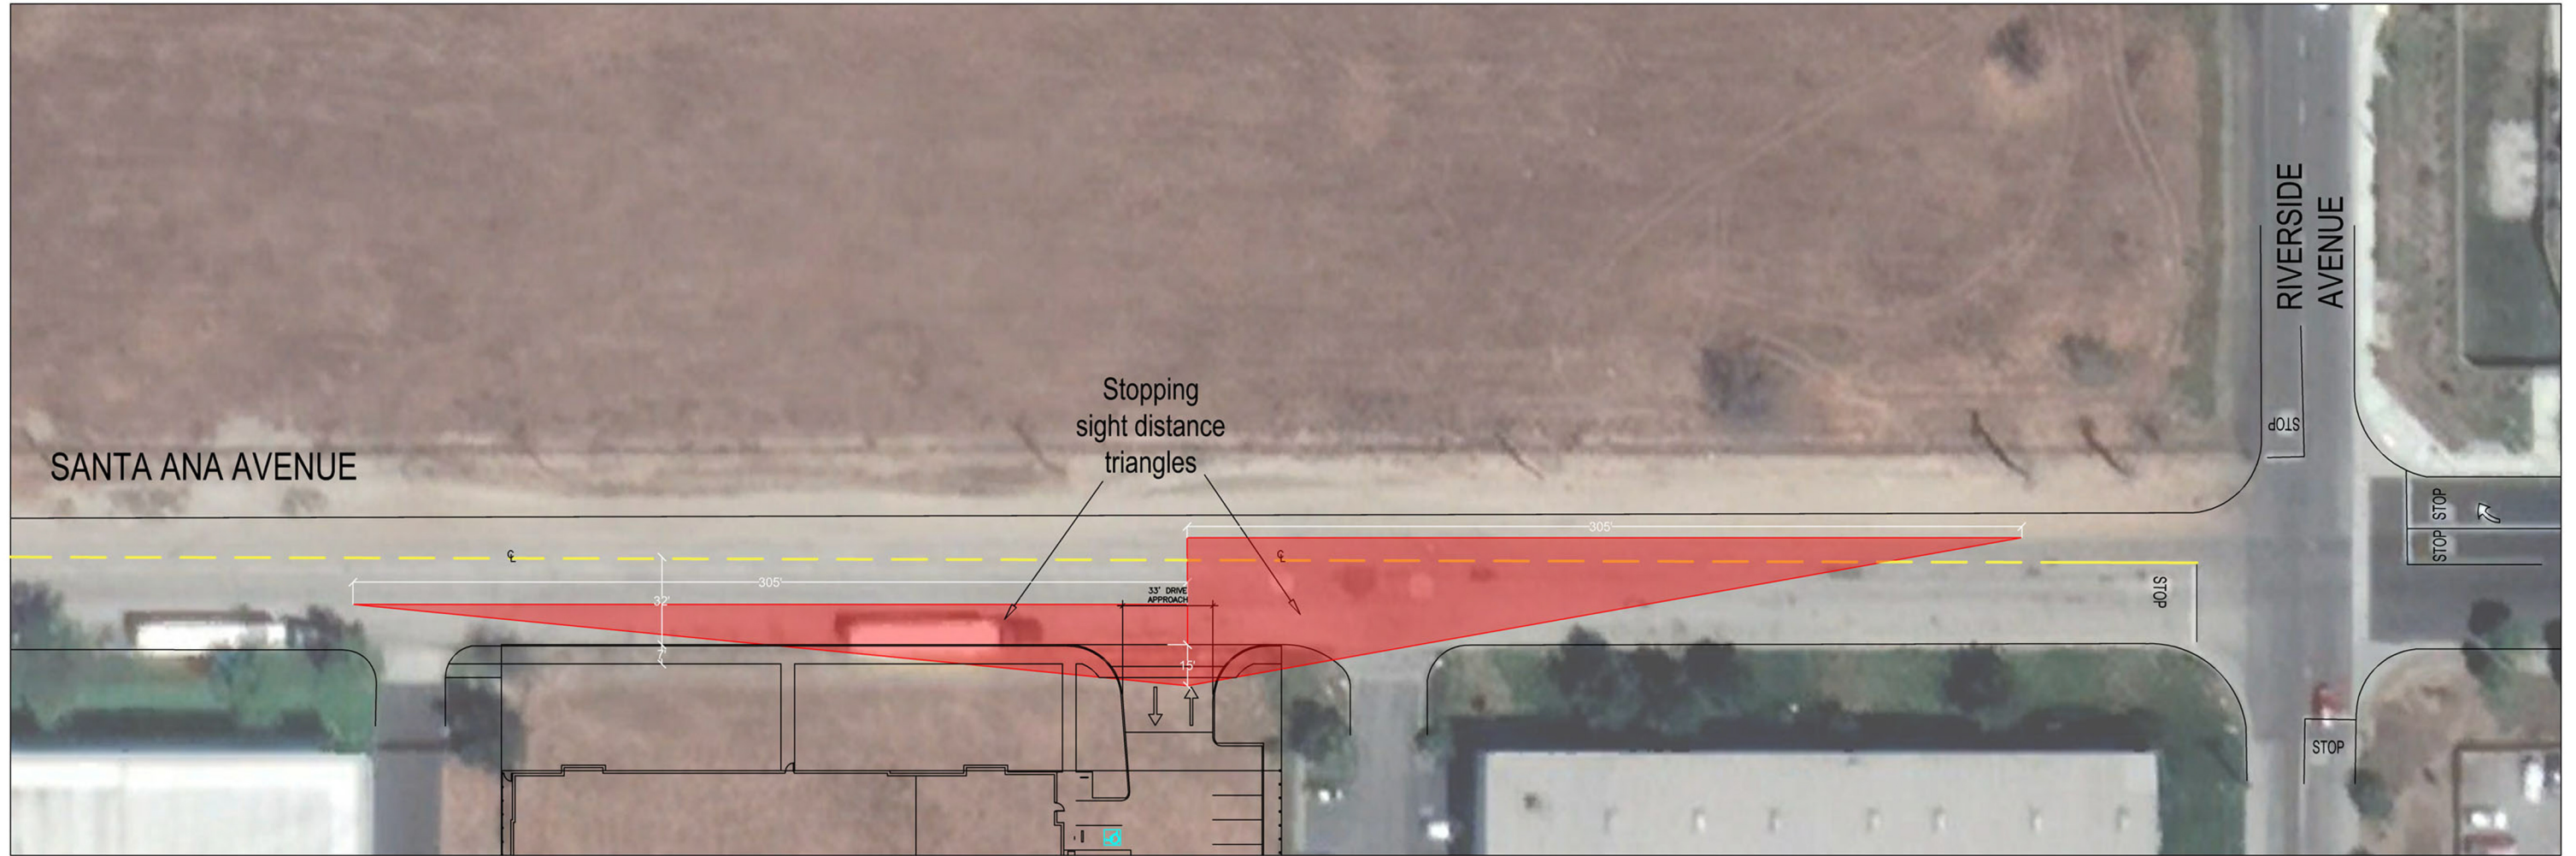 RIVERSIDE
AVENUE
Stopping
sight distance
triangles
STOP
SANTA ANA AVENUE
STOP
305'
STOP
℄
℄
305'
33' DRIVE
APPROACH
STOP
32'
7'
15'
STOP